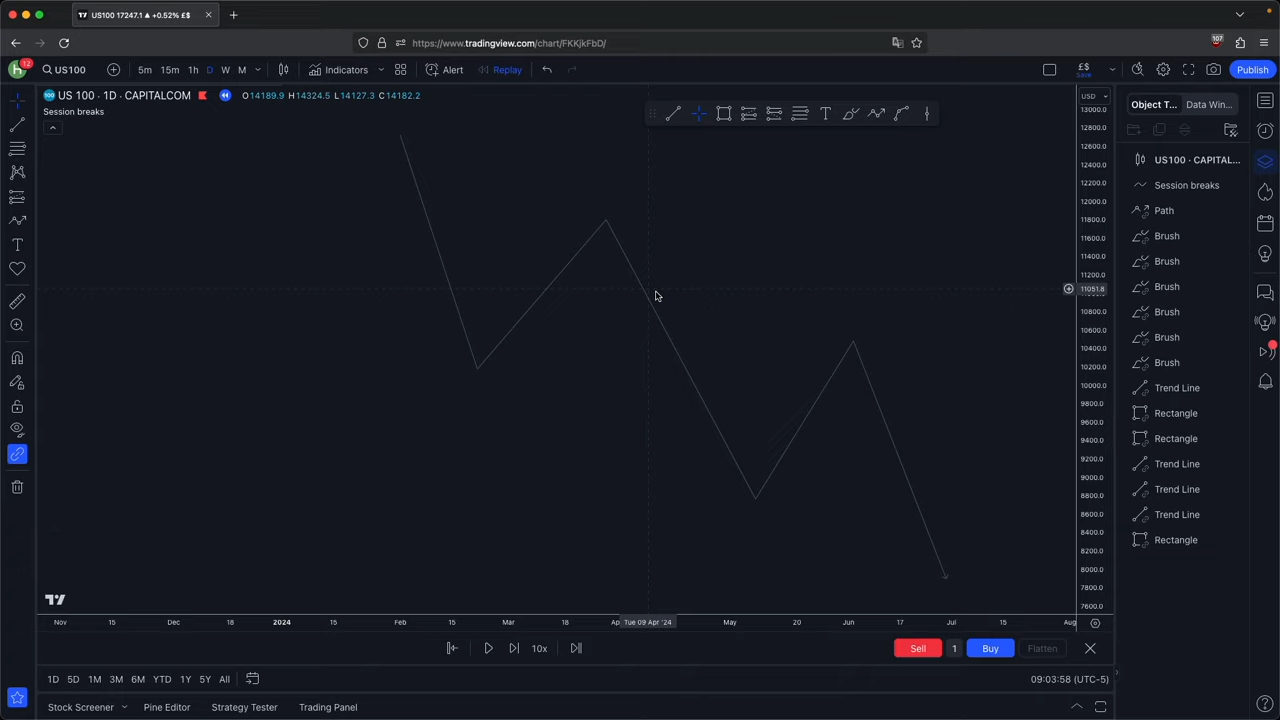 US100 17247.1 ▲ +0.52% £$
https://www.tradingview.com/chart/FKKjkFbD/
107
H
12
US100
5m 15m 1h D W M
Indicators
Alert
Replay
£$
Save
Publish
100
US 100 · 1D · CAPITALCOM
O14189.9 H14324.5 L14127.3 C14182.2
Session breaks
USD
13000.0
12800.0
12600.0
12400.0
12200.0
12000.0
11800.0
11600.0
11400.0
11200.0
11051.8
10800.0
10600.0
10400.0
10200.0
10000.0
9800.0
9600.0
9400.0
9200.0
9000.0
8800.0
8600.0
8400.0
8200.0
8000.0
7800.0
7600.0
Object T...
Data Win...
US100 · CAPITAL...
Session breaks
Path
Brush
Brush
Brush
Brush
Brush
Brush
Trend Line
Rectangle
Rectangle
Trend Line
Trend Line
Trend Line
Rectangle
Nov 15 Dec 18 2024 15 Feb 15 Mar 18 Ap Tue 09 Apr '24 May 20 Jun 17 Jul 15 Aug
10x
Sell
1
Buy
Flatten
1D 5D 1M 3M 6M YTD 1Y 5Y All
09:03:58 (UTC-5)
Stock Screener
Pine Editor
Strategy Tester
Trading Panel